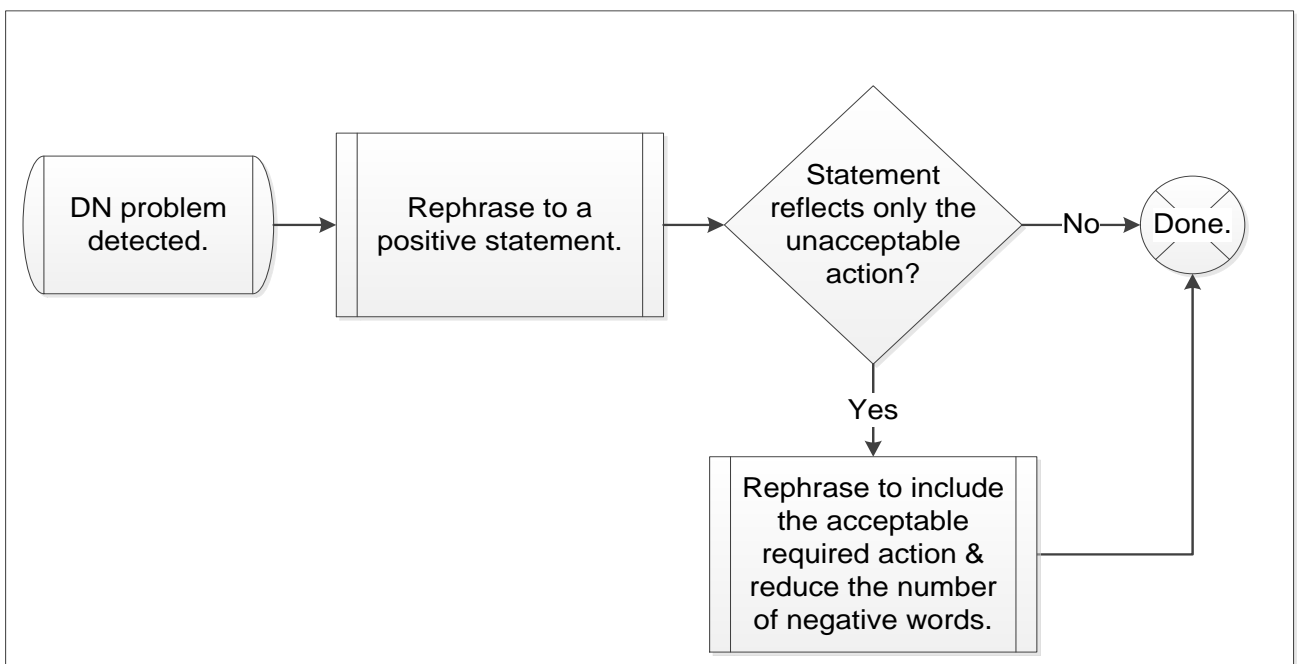 DN problem
detected.
Rephrase to a
positive statement.
Statement
reflects only the
unacceptable
action?
No
Done.
Yes
Rephrase to include
the acceptable
required action &
reduce the number
of negative words.